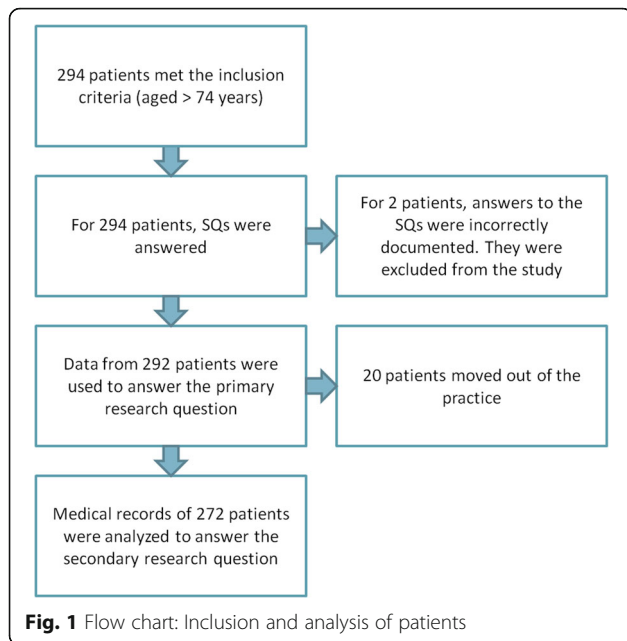 294 patients met the inclusion
criteria (aged > 74 years)
For 294 patients, SQs were
answered
For 2 patients, answers to the
SQs were incorrectly
documented. They were
excluded from the study
Data from 292 patients were
used to answer the primary
research question
20 patients moved out of the
practice
Medical records of 272 patients
were analyzed to answer the
secondary research question
Fig. 1 Flow chart: Inclusion and analysis of patients